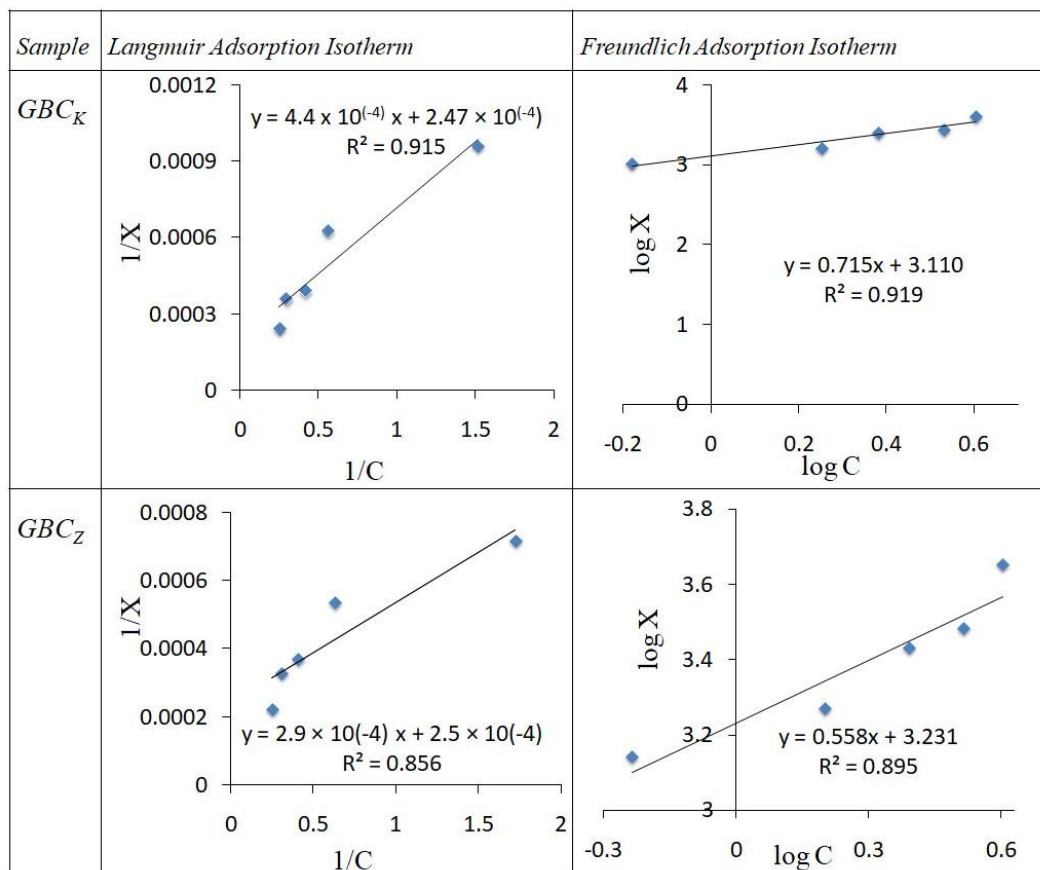 Sample Langmuir Adsorption Isotherm Freundlich Adsorption Isotherm
GBC_K
0.0012
0.0009
0.0006
0.0003
0
y = 4.4 x 10^(-4) x + 2.47 × 10^(-4)
R² = 0.915
1/X
0 0.5 1 1.5 2
1/C
4
3
2
1
0
log X
y = 0.715x + 3.110
R² = 0.919
-0.2 0 0.2 0.4 0.6
log C
GBC_Z
0.0008
0.0006
0.0004
0.0002
0
1/X
y = 2.9 × 10(-4) x + 2.5 × 10(-4)
R² = 0.856
0 0.5 1 1.5 2
1/C
3.8
3.6
3.4
3.2
3
log X
y = 0.558x + 3.231
R² = 0.895
-0.3 0 0.3 0.6
log C